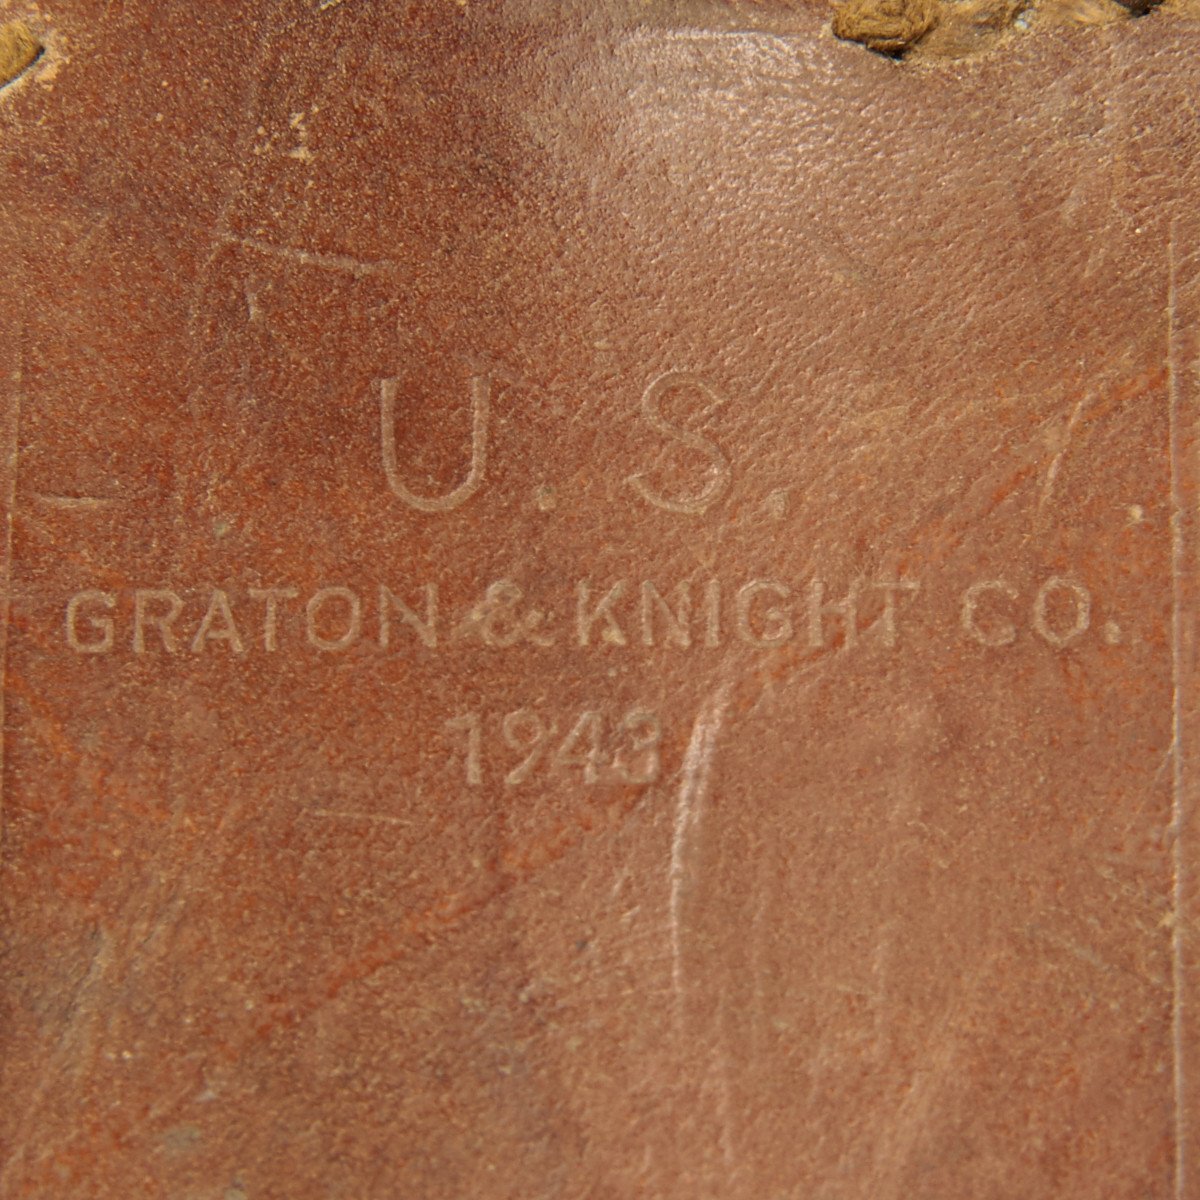 U. S.
GRATON & KNIGHT CO.
1943